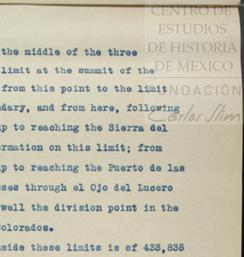 CENTRO DE
ESTUDIOS
DE HISTORIA
DE MEXICO
FUNDACIÓN
Carlos Slim
the middle of the three
limit at the summit of the
from this point to the limit
dary, and from here, following
up to reaching the Sierra del
ormation on this limit; from
up to reaching the Puerto de las
ses through el Ojo del Lucero
well the division point in the
olorados.
side these limits is of 433,835